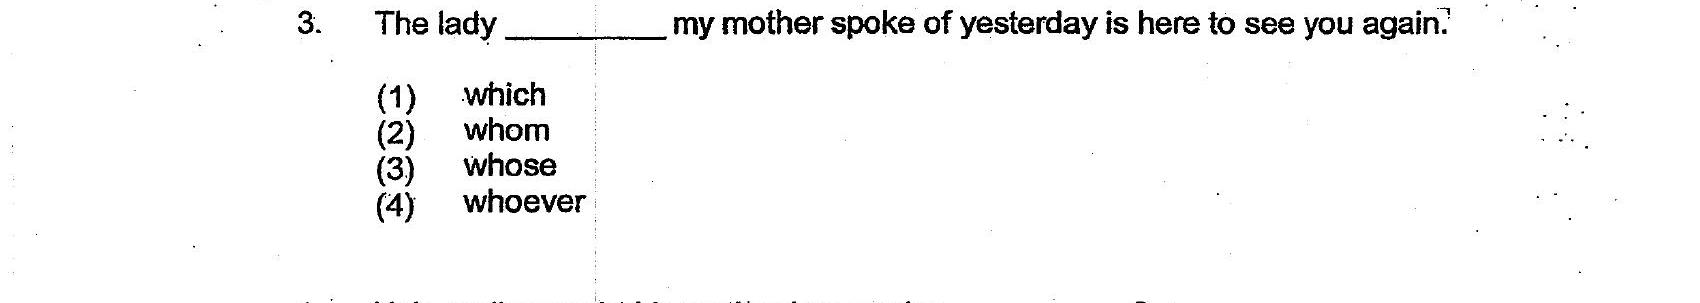 3. The lady __________ my mother spoke of yesterday is here to see you again.
(1) which
(2) whom
(3) whose
(4) whoever